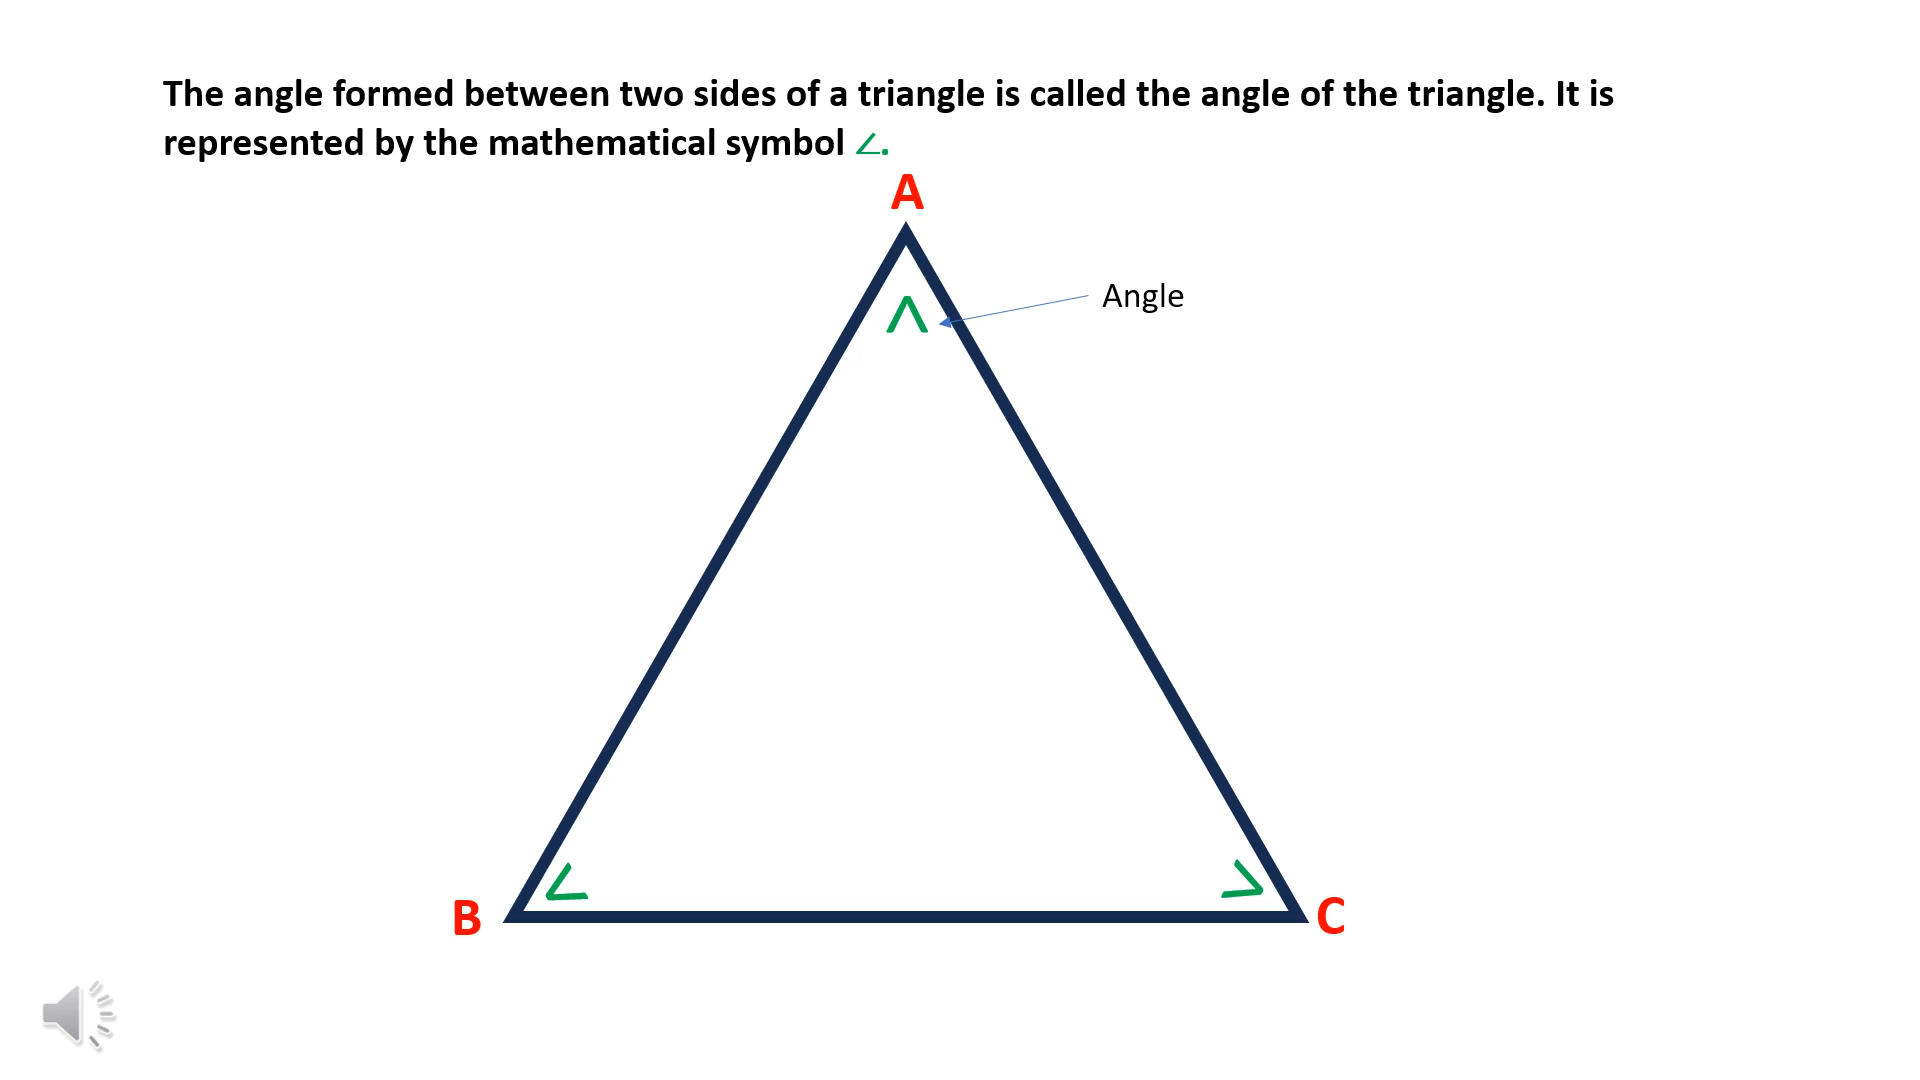 The angle formed between two sides of a triangle is called the angle of the triangle. It is
represented by the mathematical symbol ∠.
A
Angle
B
C